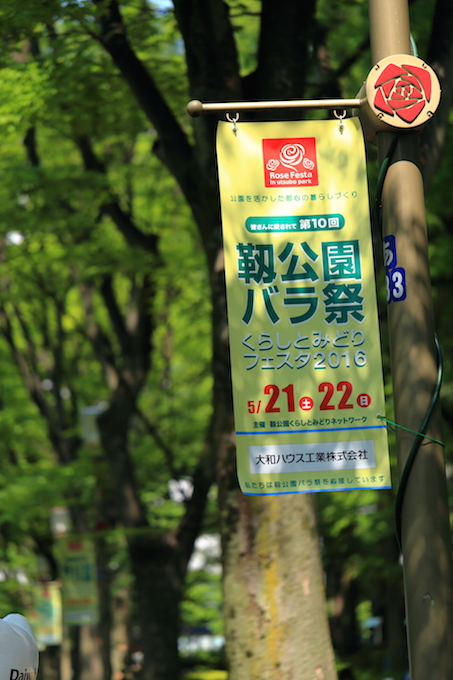 Rose Festa
in utsubo park
公園を活かした都心の暮らしづくり
皆さんに愛されて 第10回
靱公園
バラ祭
くらしとみどり
フェスタ2016
5/21土22日
主催 靱公園くらしとみどりネットワーク
大和ハウス工業株式会社
私たちは靱公園バラ祭を応援しています
Daiw